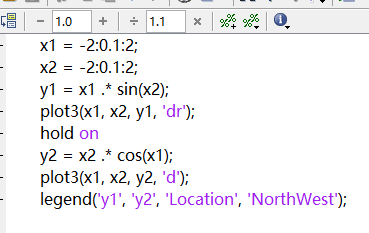 − 1.0 + ÷ 1.1 ×
x1 = -2:0.1:2;
x2 = -2:0.1:2;
y1 = x1 .* sin(x2);
plot3(x1, x2, y1, 'dr');
hold on
y2 = x2 .* cos(x1);
plot3(x1, x2, y2, 'd');
legend('y1', 'y2', 'Location', 'NorthWest');